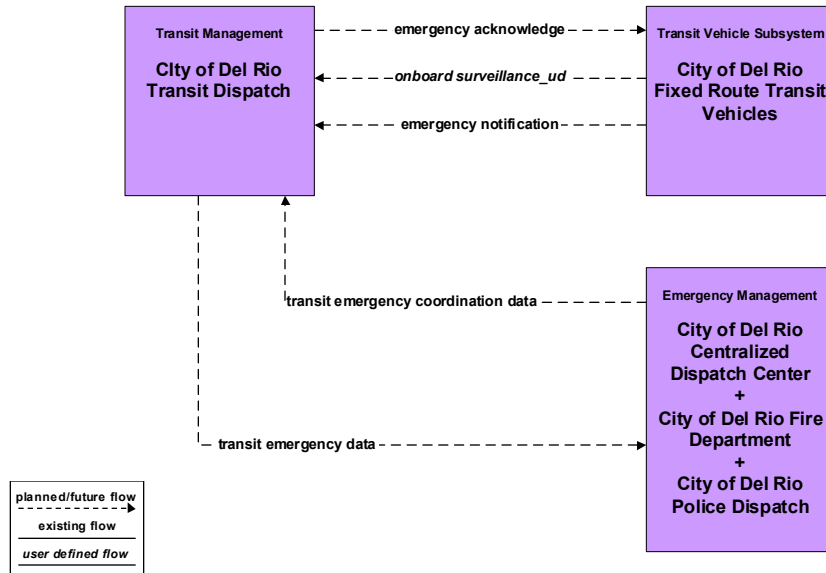 Transit Management
CIty of Del Rio
Transit Dispatch
emergency acknowledge
onboard surveillance_ud
emergency notification
Transit Vehicle Subsystem
City of Del Rio
Fixed Route Transit
Vehicles
transit emergency coordination data
transit emergency data
Emergency Management
City of Del Rio
Centralized
Dispatch Center
+
City of Del Rio Fire
Department
+
City of Del Rio
Police Dispatch
planned/future flow
existing flow
user defined flow